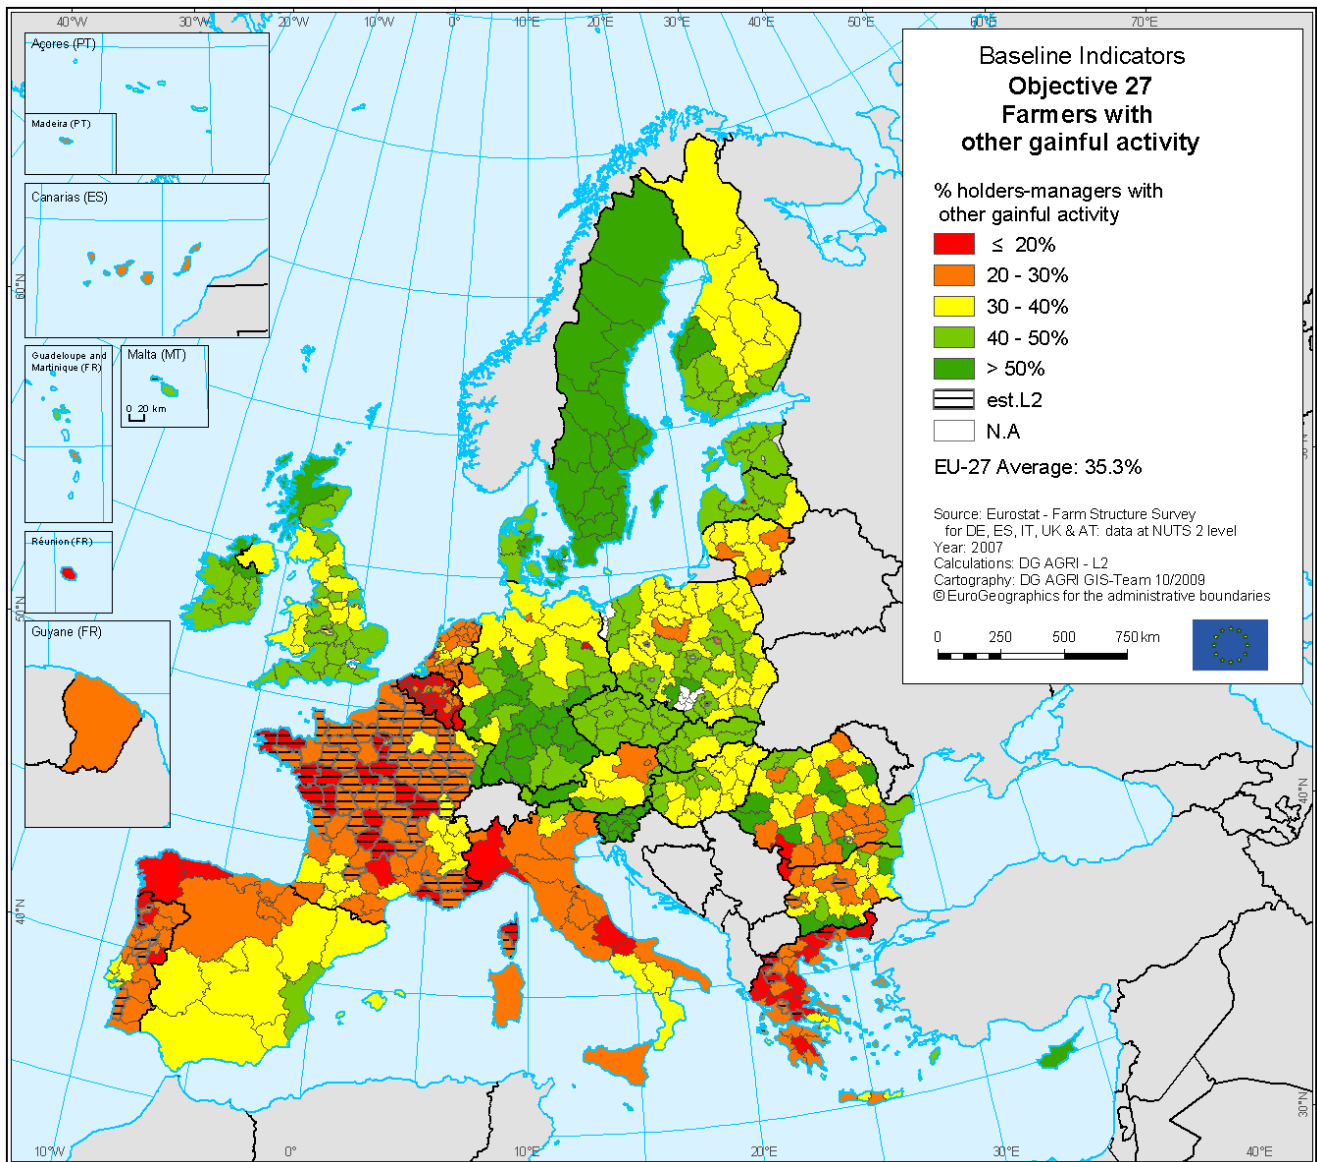 40°W
30°W
20°W
10°W
0°
10°E
20°E
30°E
40°E
50°E
70°E
Açores (PT)
Madeira (PT)
Canarias (ES)
Guadeloupe and
Martinique (FR)
Malta (MT)
0 20 km
Réunion (FR)
Guyane (FR)
Baseline Indicators
Objective 27
Farmers with
other gainful activity
% holders-managers with
other gainful activity
≤ 20%
20 - 30%
30 - 40%
40 - 50%
> 50%
est.L2
N.A
EU-27 Average: 35.3%
Source: Eurostat - Farm Structure Survey
for DE, ES, IT, UK & AT: data at NUTS 2 level
Year: 2007
Calculations: DG AGRI - L2
Cartography: DG AGRI GIS-Team 10/2009
© EuroGeographics for the administrative boundaries
0 250 500 750 km
60°N
50°N
40°N
40°N
30°N
10°W
0°
10°E
20°E
30°E
40°E